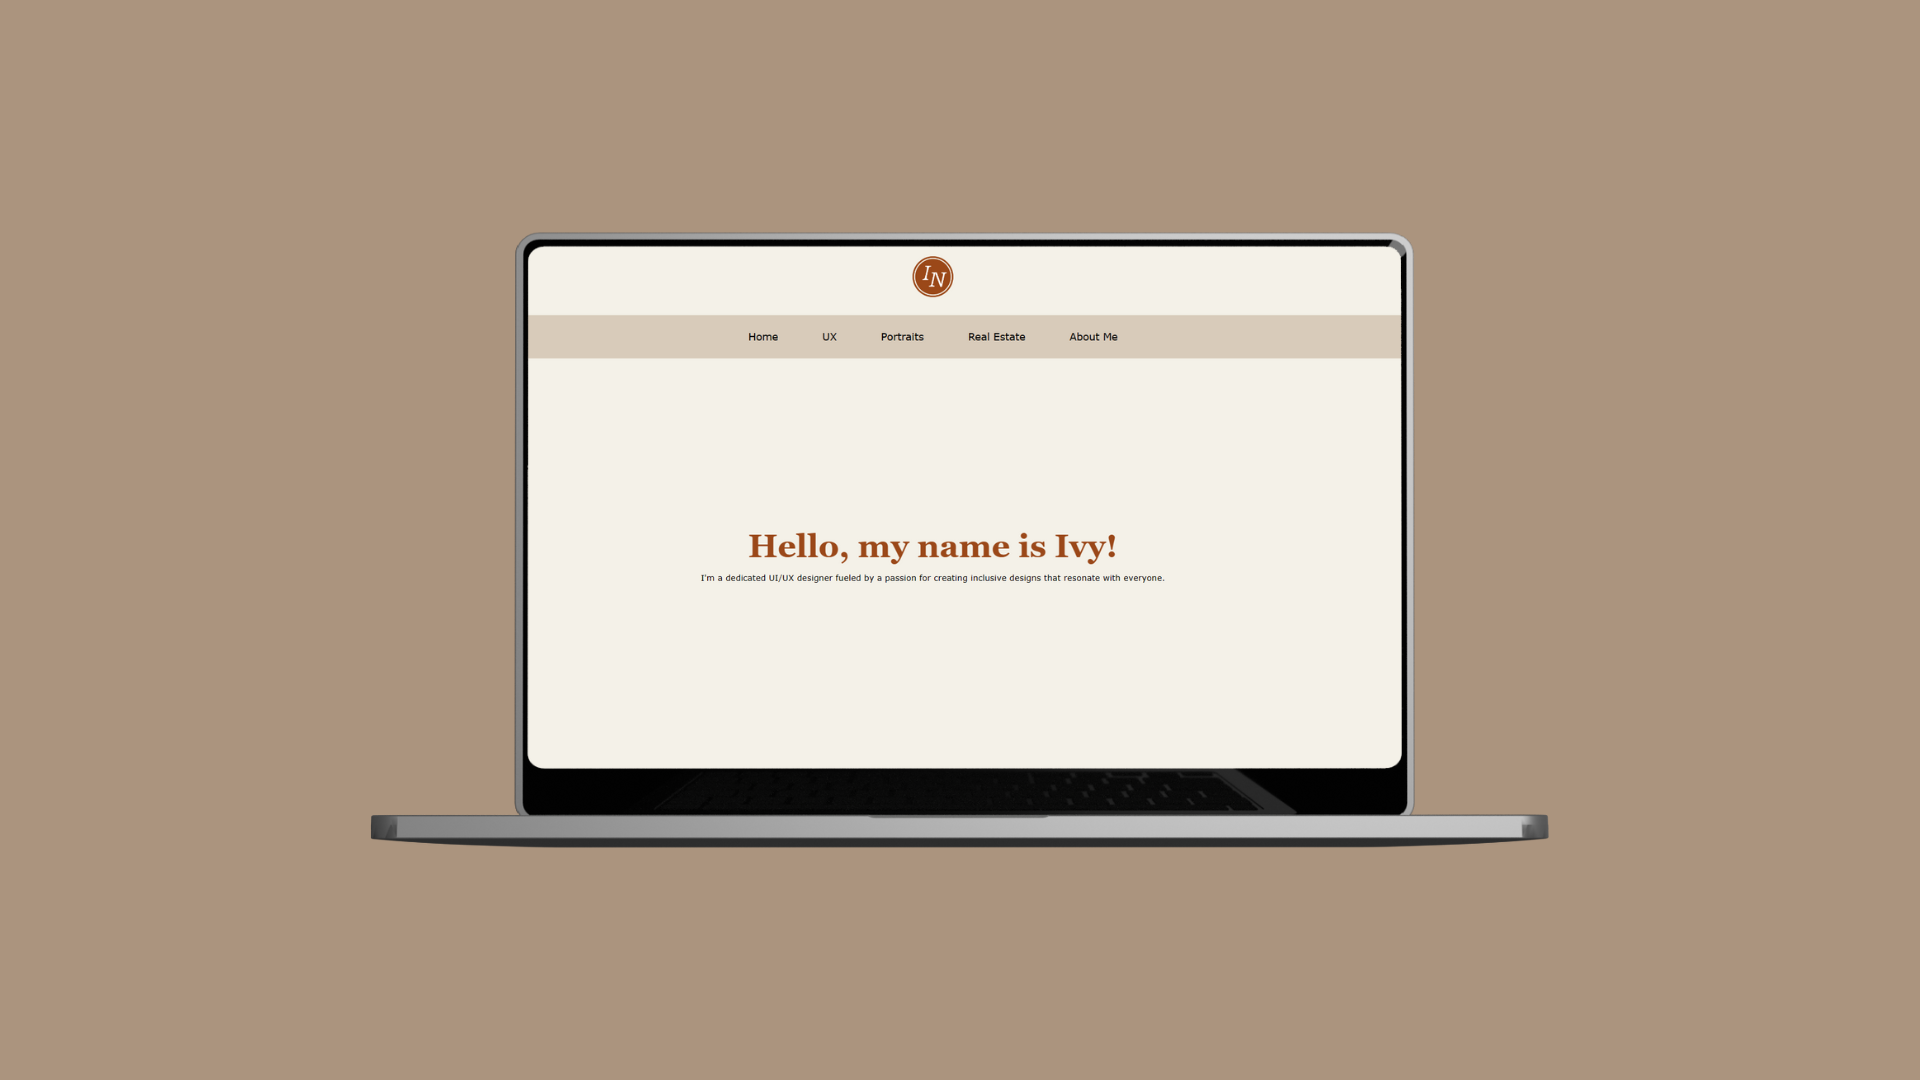 IN
Home UX Portraits Real Estate About Me
Hello, my name is Ivy!
I'm a dedicated UI/UX designer fueled by a passion for creating inclusive designs that resonate with everyone.